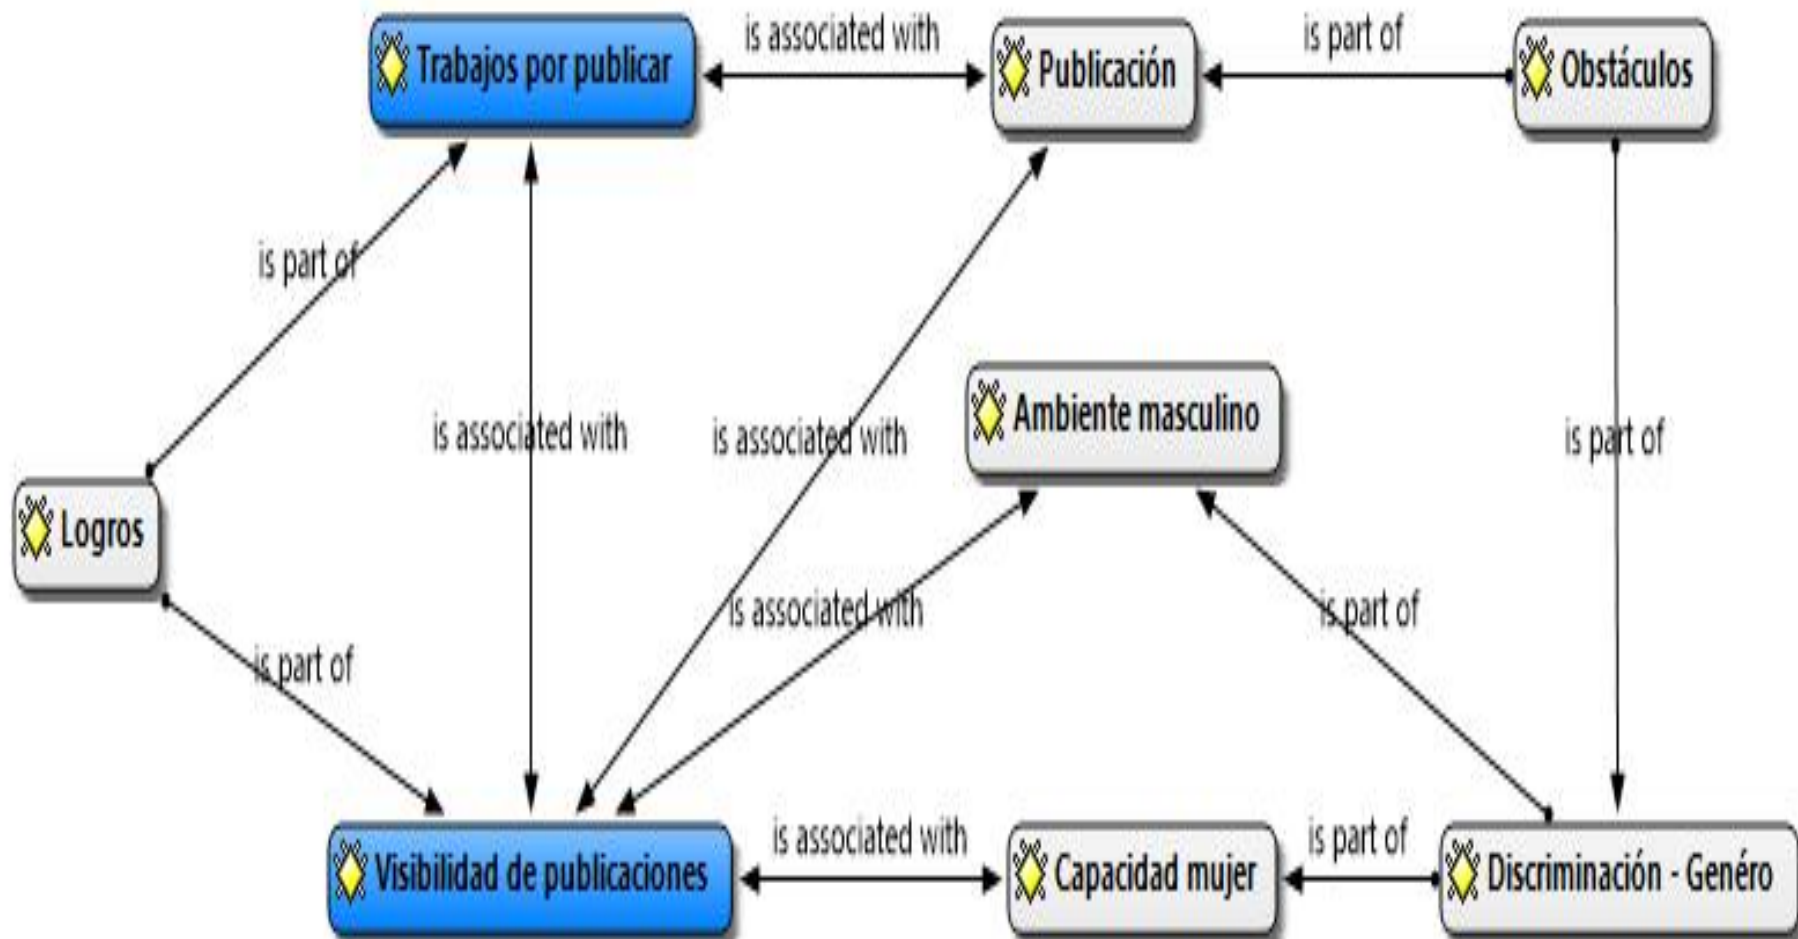 is associated with
is part of
Trabajos por publicar
Publicación
Obstáculos
is part of
Ambiente masculino
is associated with
is associated with
is part of
Logros
is associated with
is part of
is part of
is associated with
is part of
Visibilidad de publicaciones
Capacidad mujer
Discriminación - Genéro